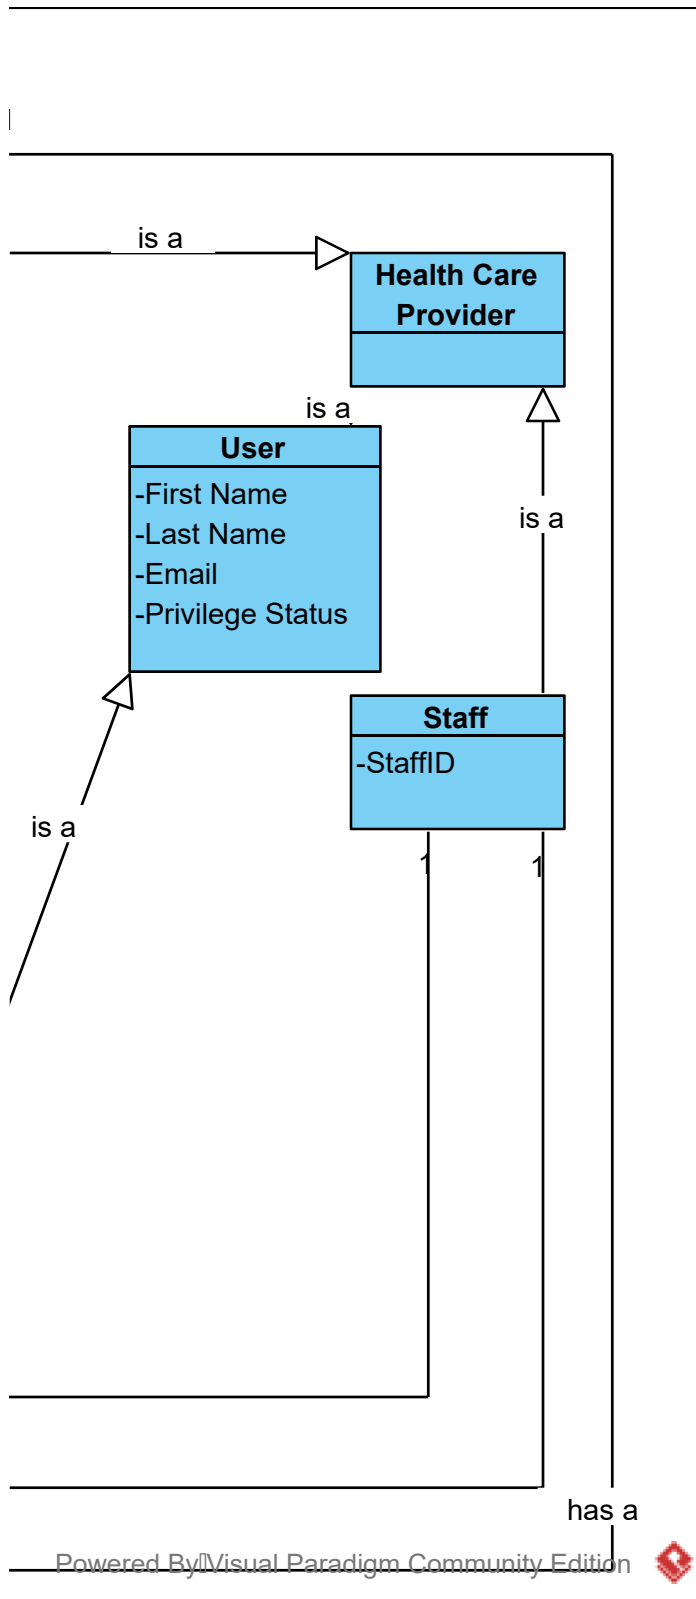 is a
Health Care
Provider
is a
User
-First Name
-Last Name
-Email
-Privilege Status
is a
Staff
-StaffID
is a
1
1
has a
Powered By Visual Paradigm Community Edition